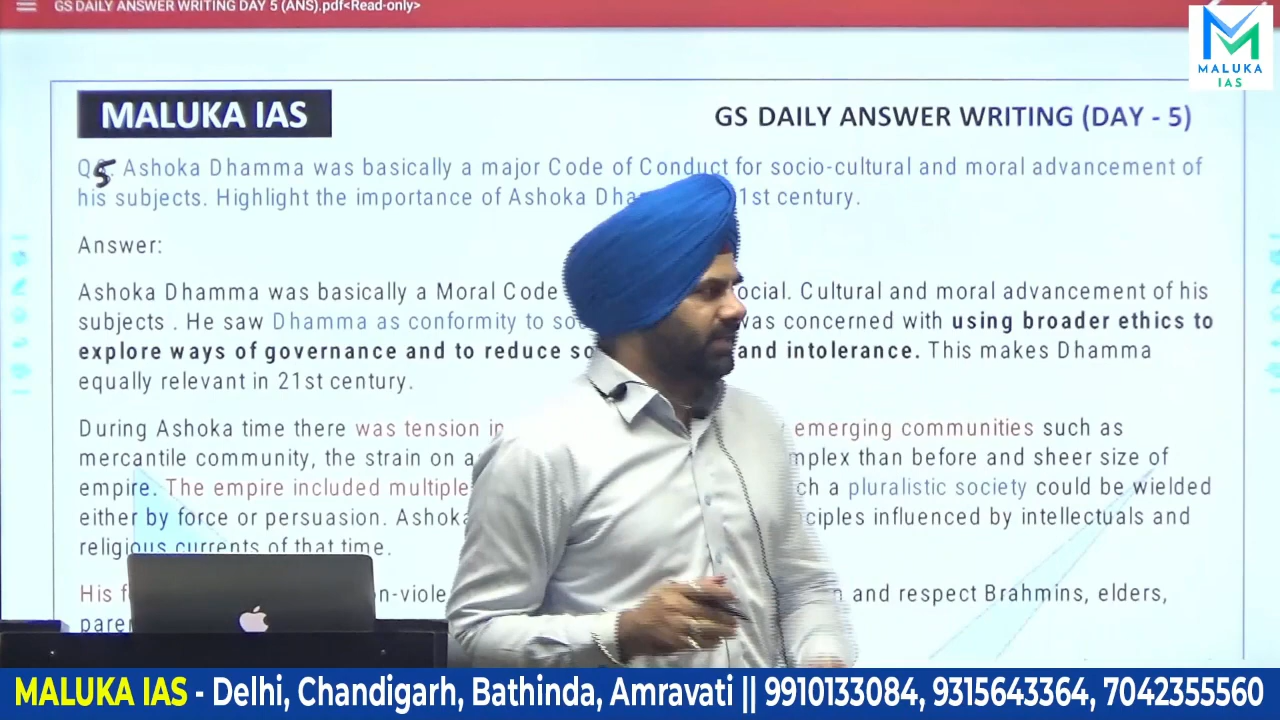 GS DAILY ANSWER WRITING DAY 5 (ANS).pdf<Read-only>
MALUKA
IAS
MALUKA IAS
GS DAILY ANSWER WRITING (DAY - 5)
Q5. Ashoka Dhamma was basically a major Code of Conduct for socio-cultural and moral advancement of
his subjects. Highlight the importance of Ashoka Dha 1st century.
Answer:
Ashoka Dhamma was basically a Moral Code ocial. Cultural and moral advancement of his
subjects . He saw Dhamma as conformity to so was concerned with using broader ethics to
explore ways of governance and to reduce so and intolerance. This makes Dhamma
equally relevant in 21st century.
During Ashoka time there was tension in emerging communities such as
mercantile community, the strain on a mplex than before and sheer size of
empire. The empire included multiple ch a pluralistic society could be wielded
either by force or persuasion. Ashoka ciples influenced by intellectuals and
religious currents of that time.
His f n-viole and respect Brahmins, elders,
paren
MALUKA IAS - Delhi, Chandigarh, Bathinda, Amravati || 9910133084, 9315643364, 7042355560